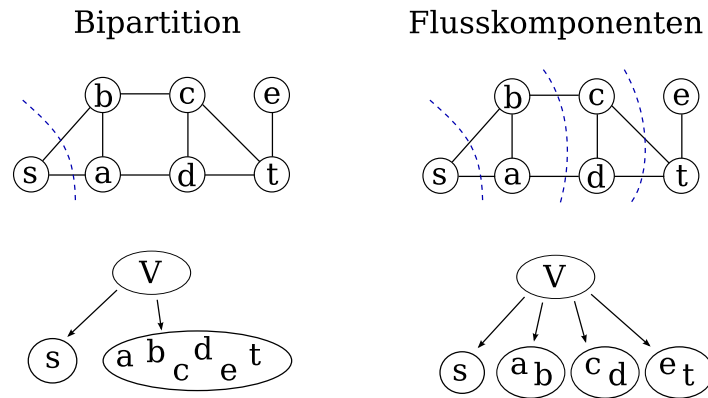 Bipartition
b c e
s a d t
V
s
a b c d e t
Flusskomponenten
b c e
s a d t
V
s
a b
c d
e t